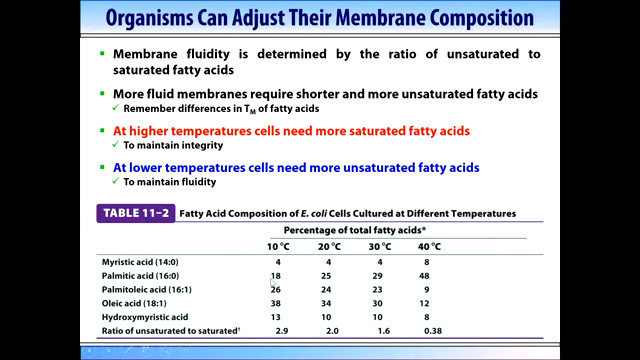 Organisms Can Adjust Their Membrane Composition
▪ Membrane fluidity is determined by the ratio of unsaturated to
saturated fatty acids
▪ More fluid membranes require shorter and more unsaturated fatty acids
✓ Remember differences in TM of fatty acids
▪ At higher temperatures cells need more saturated fatty acids
✓ To maintain integrity
▪ At lower temperatures cells need more unsaturated fatty acids
✓ To maintain fluidity
TABLE 11–2 Fatty Acid Composition of E. coli Cells Cultured at Different Temperatures
Percentage of total fatty acids*
10 °C 20 °C 30 °C 40 °C
Myristic acid (14:0) 4 4 4 8
Palmitic acid (16:0) 18 25 29 48
Palmitoleic acid (16:1) 26 24 23 9
Oleic acid (18:1) 38 34 30 12
Hydroxymyristic acid 13 10 10 8
Ratio of unsaturated to saturated† 2.9 2.0 1.6 0.38